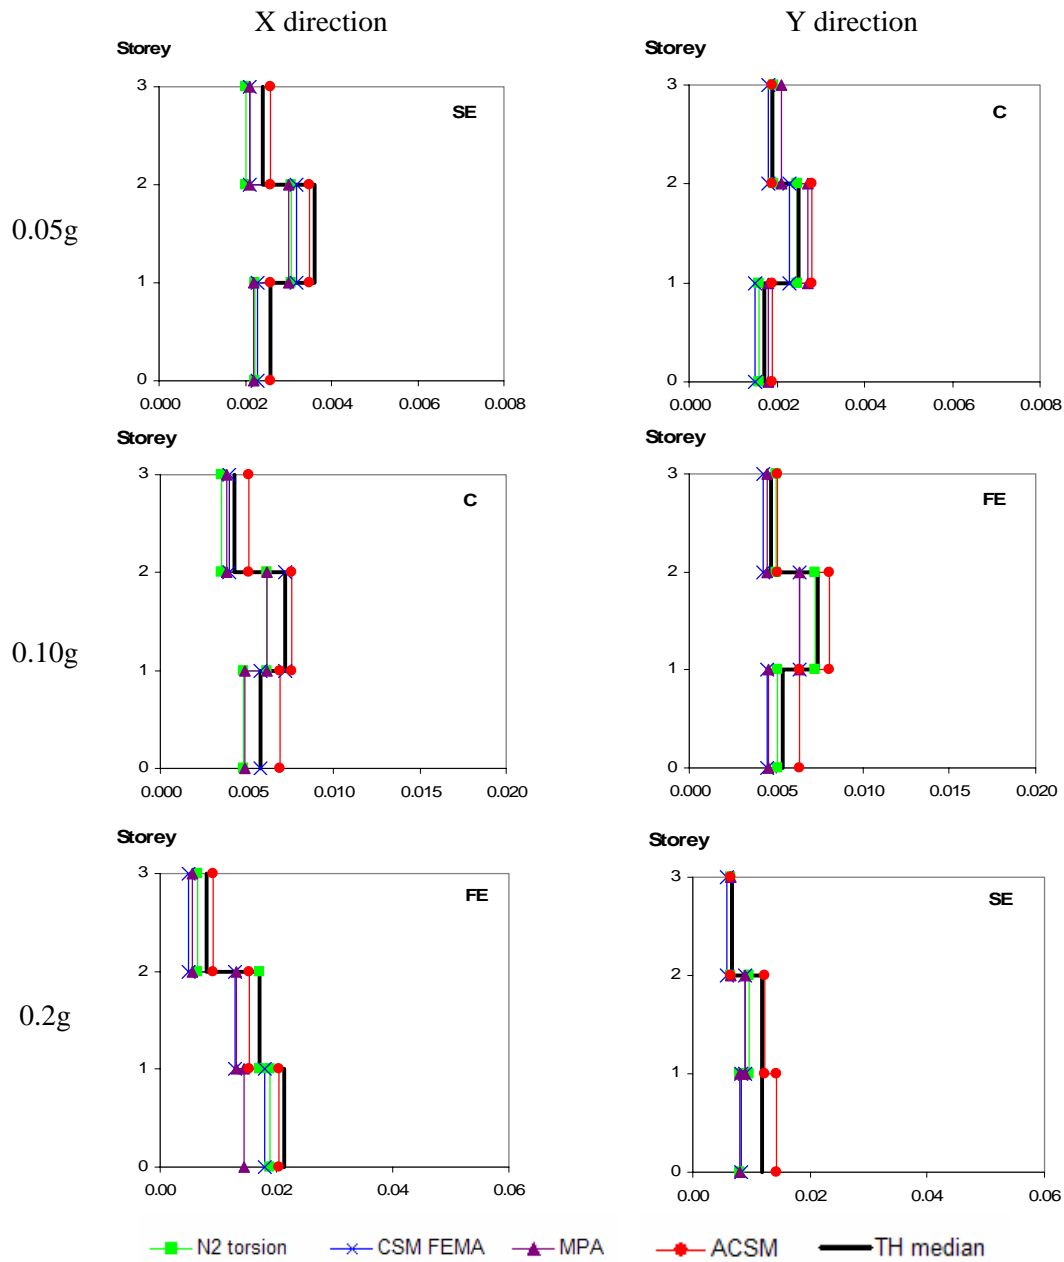 X direction Y direction
Storey
3
2
1
0
0.000 0.002 0.004 0.006 0.008
SE
3
2
1
0
0.000 0.002 0.004 0.006 0.008
C
0.05g
Storey Storey
3
2
1
0
0.000 0.005 0.010 0.015 0.020
C
3
2
1
0
0.000 0.005 0.010 0.015 0.020
FE
0.10g
Storey Storey
3
2
1
0
0.00 0.02 0.04 0.06
FE
3
2
1
0
0.00 0.02 0.04 0.06
SE
0.2g
N2 torsion CSM FEMA MPA ACSM TH median